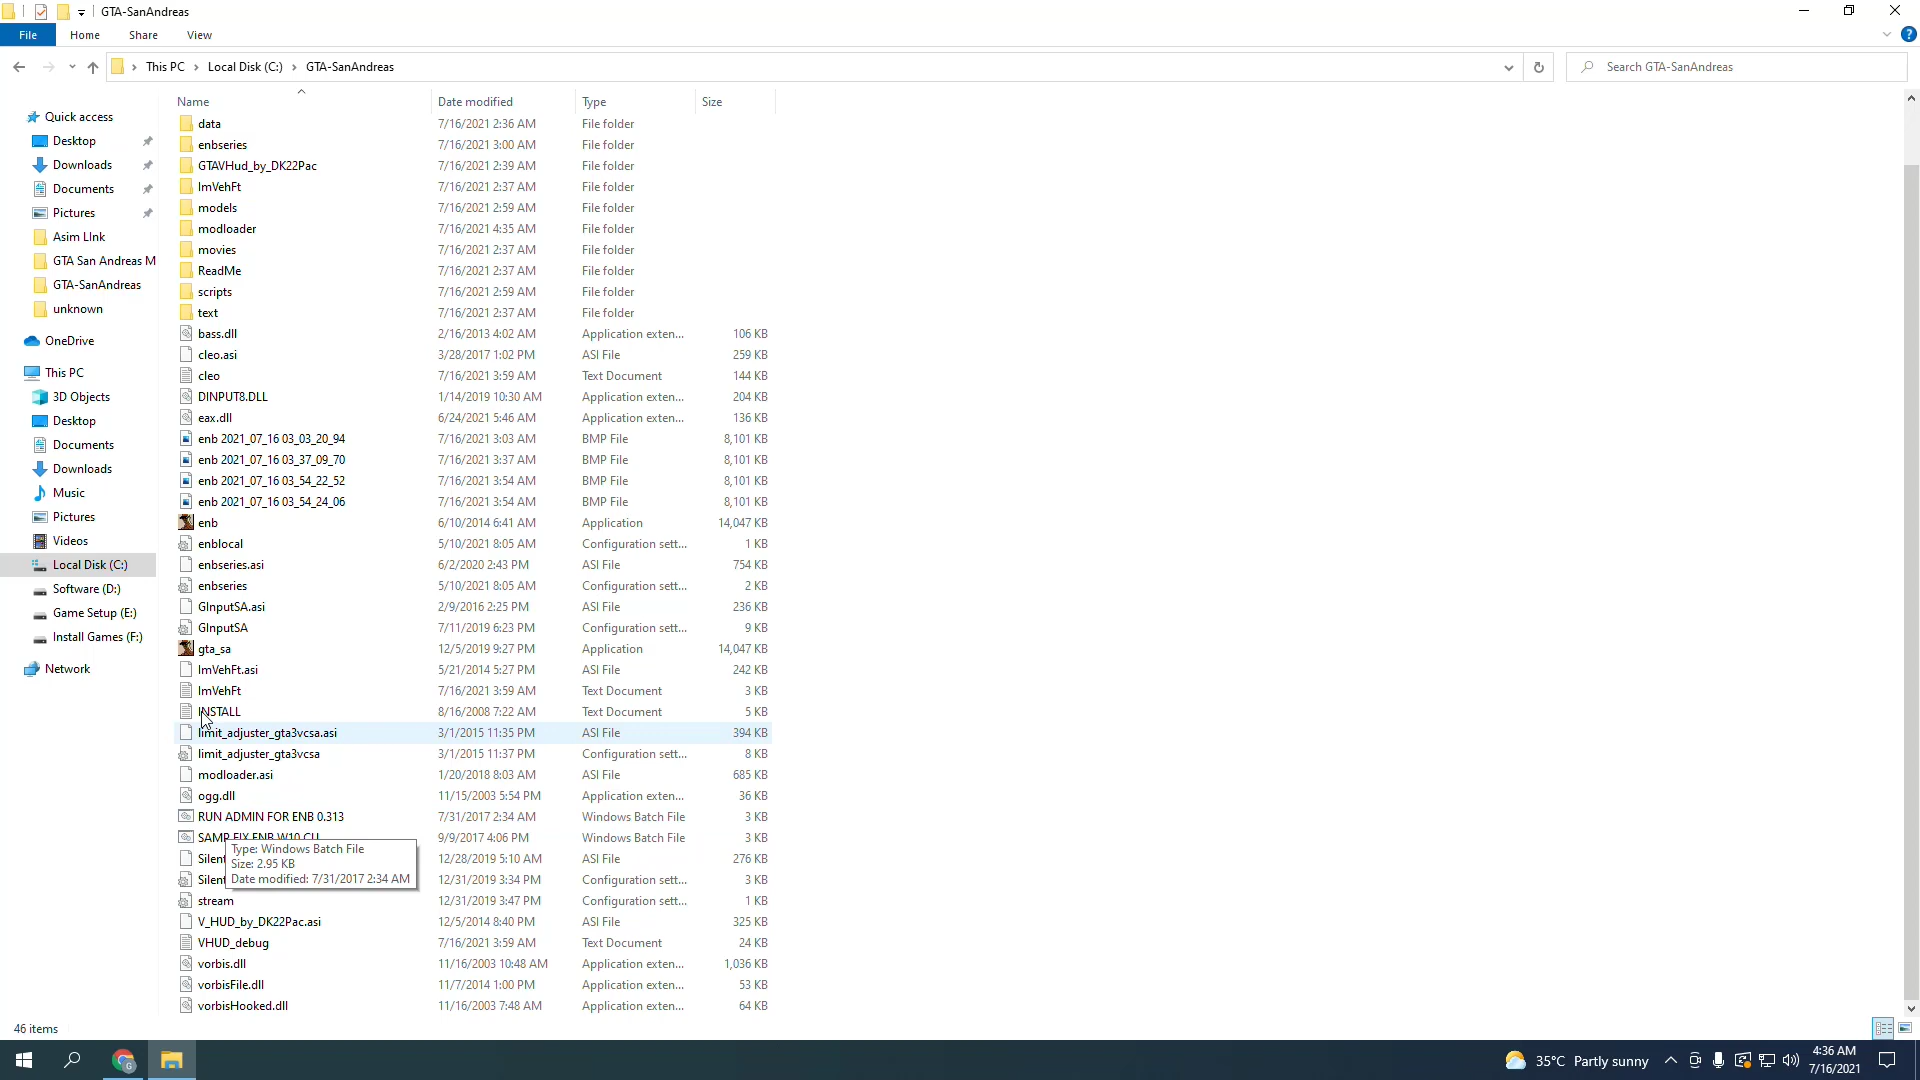 GTA-SanAndreas
File Home Share View
This PC Local Disk (C:) GTA-SanAndreas
Search GTA-SanAndreas
Quick access
Desktop
Downloads
Documents
Pictures
Asim LInk
GTA San Andreas M
GTA-SanAndreas
unknown
OneDrive
This PC
3D Objects
Desktop
Documents
Downloads
Music
Pictures
Videos
Local Disk (C:)
Software (D:)
Game Setup (E:)
Install Games (F:)
Network
Name Date modified Type Size
data 7/16/2021 2:36 AM File folder
enbseries 7/16/2021 3:00 AM File folder
GTAVHud_by_DK22Pac 7/16/2021 2:39 AM File folder
ImVehFt 7/16/2021 2:37 AM File folder
models 7/16/2021 2:59 AM File folder
modloader 7/16/2021 4:35 AM File folder
movies 7/16/2021 2:37 AM File folder
ReadMe 7/16/2021 2:37 AM File folder
scripts 7/16/2021 2:59 AM File folder
text 7/16/2021 2:37 AM File folder
bass.dll 2/16/2013 4:02 AM Application exten... 106 KB
cleo.asi 3/28/2017 1:02 PM ASI File 259 KB
cleo 7/16/2021 3:59 AM Text Document 144 KB
DINPUT8.DLL 1/14/2019 10:30 AM Application exten... 204 KB
eax.dll 6/24/2021 5:46 AM Application exten... 136 KB
enb 2021_07_16 03_03_20_94 7/16/2021 3:03 AM BMP File 8,101 KB
enb 2021_07_16 03_37_09_70 7/16/2021 3:37 AM BMP File 8,101 KB
enb 2021_07_16 03_54_22_52 7/16/2021 3:54 AM BMP File 8,101 KB
enb 2021_07_16 03_54_24_06 7/16/2021 3:54 AM BMP File 8,101 KB
enb 6/10/2014 6:41 AM Application 14,047 KB
enblocal 5/10/2021 8:05 AM Configuration sett... 1 KB
enbseries.asi 6/2/2020 2:43 PM ASI File 754 KB
enbseries 5/10/2021 8:05 AM Configuration sett... 2 KB
GInputSA.asi 2/9/2016 2:25 PM ASI File 236 KB
GInputSA 7/11/2019 6:23 PM Configuration sett... 9 KB
gta_sa 12/5/2019 9:27 PM Application 14,047 KB
ImVehFt.asi 5/21/2014 5:27 PM ASI File 242 KB
ImVehFt 7/16/2021 3:59 AM Text Document 3 KB
INSTALL 8/16/2008 7:22 AM Text Document 5 KB
limit_adjuster_gta3vcsa.asi 3/1/2015 11:35 PM ASI File 394 KB
limit_adjuster_gta3vcsa 3/1/2015 11:37 PM Configuration sett... 8 KB
modloader.asi 1/20/2018 8:03 AM ASI File 685 KB
ogg.dll 11/15/2003 5:54 PM Application exten... 36 KB
RUN ADMIN FOR ENB 0.313 7/31/2017 2:34 AM Windows Batch File 3 KB
SAMP FIX ENB W10 CU 9/9/2017 4:06 PM Windows Batch File 3 KB
Silent 12/28/2019 5:10 AM ASI File 276 KB
Silent 12/31/2019 3:34 PM Configuration sett... 3 KB
stream 12/31/2019 3:47 PM Configuration sett... 1 KB
V_HUD_by_DK22Pac.asi 12/5/2014 8:40 PM ASI File 325 KB
VHUD_debug 7/16/2021 3:59 AM Text Document 24 KB
vorbis.dll 11/16/2003 10:48 AM Application exten... 1,036 KB
vorbisFile.dll 11/7/2014 1:00 PM Application exten... 53 KB
vorbisHooked.dll 11/16/2003 7:48 AM Application exten... 64 KB
Type: Windows Batch File
Size: 2.95 KB
Date modified: 7/31/2017 2:34 AM
46 items
35°C Partly sunny
4:36 AM
7/16/2021